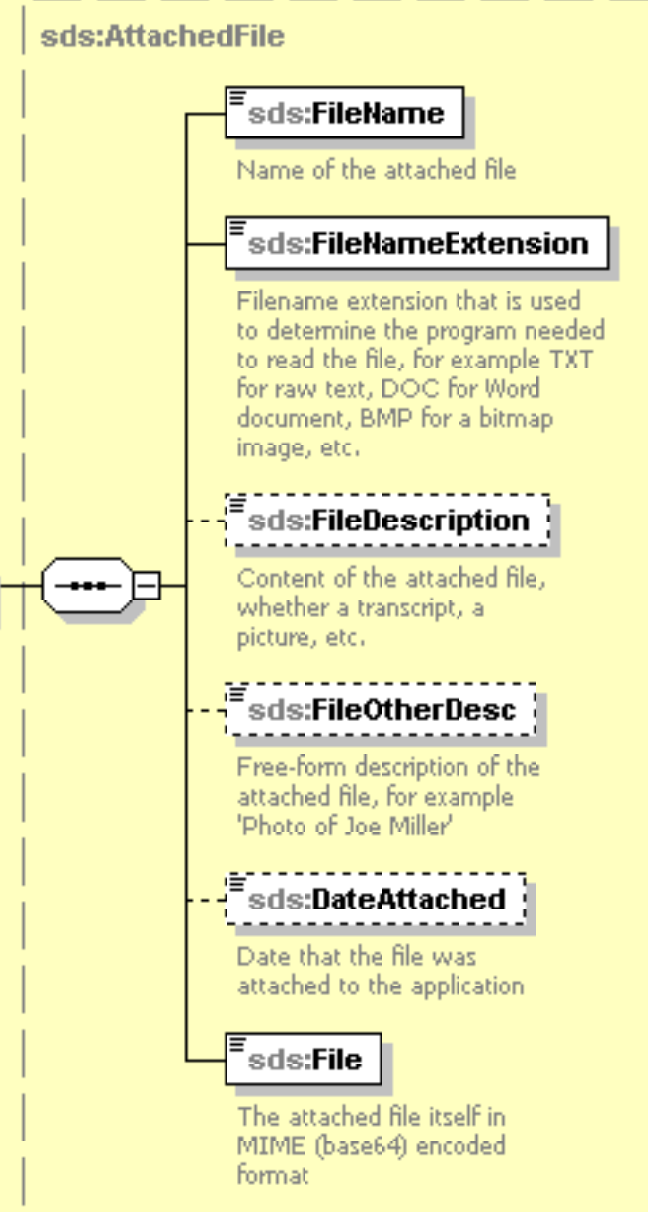 sds:AttachedFile
sds:FileName
Name of the attached file
sds:FileNameExtension
Filename extension that is used
to determine the program needed
to read the file, for example TXT
for raw text, DOC for Word
document, BMP for a bitmap
image, etc.
sds:FileDescription
Content of the attached file,
whether a transcript, a
picture, etc.
sds:FileOtherDesc
Free-form description of the
attached file, for example
'Photo of Joe Miller'
sds:DateAttached
Date that the file was
attached to the application
sds:File
The attached file itself in
MIME (base64) encoded
format